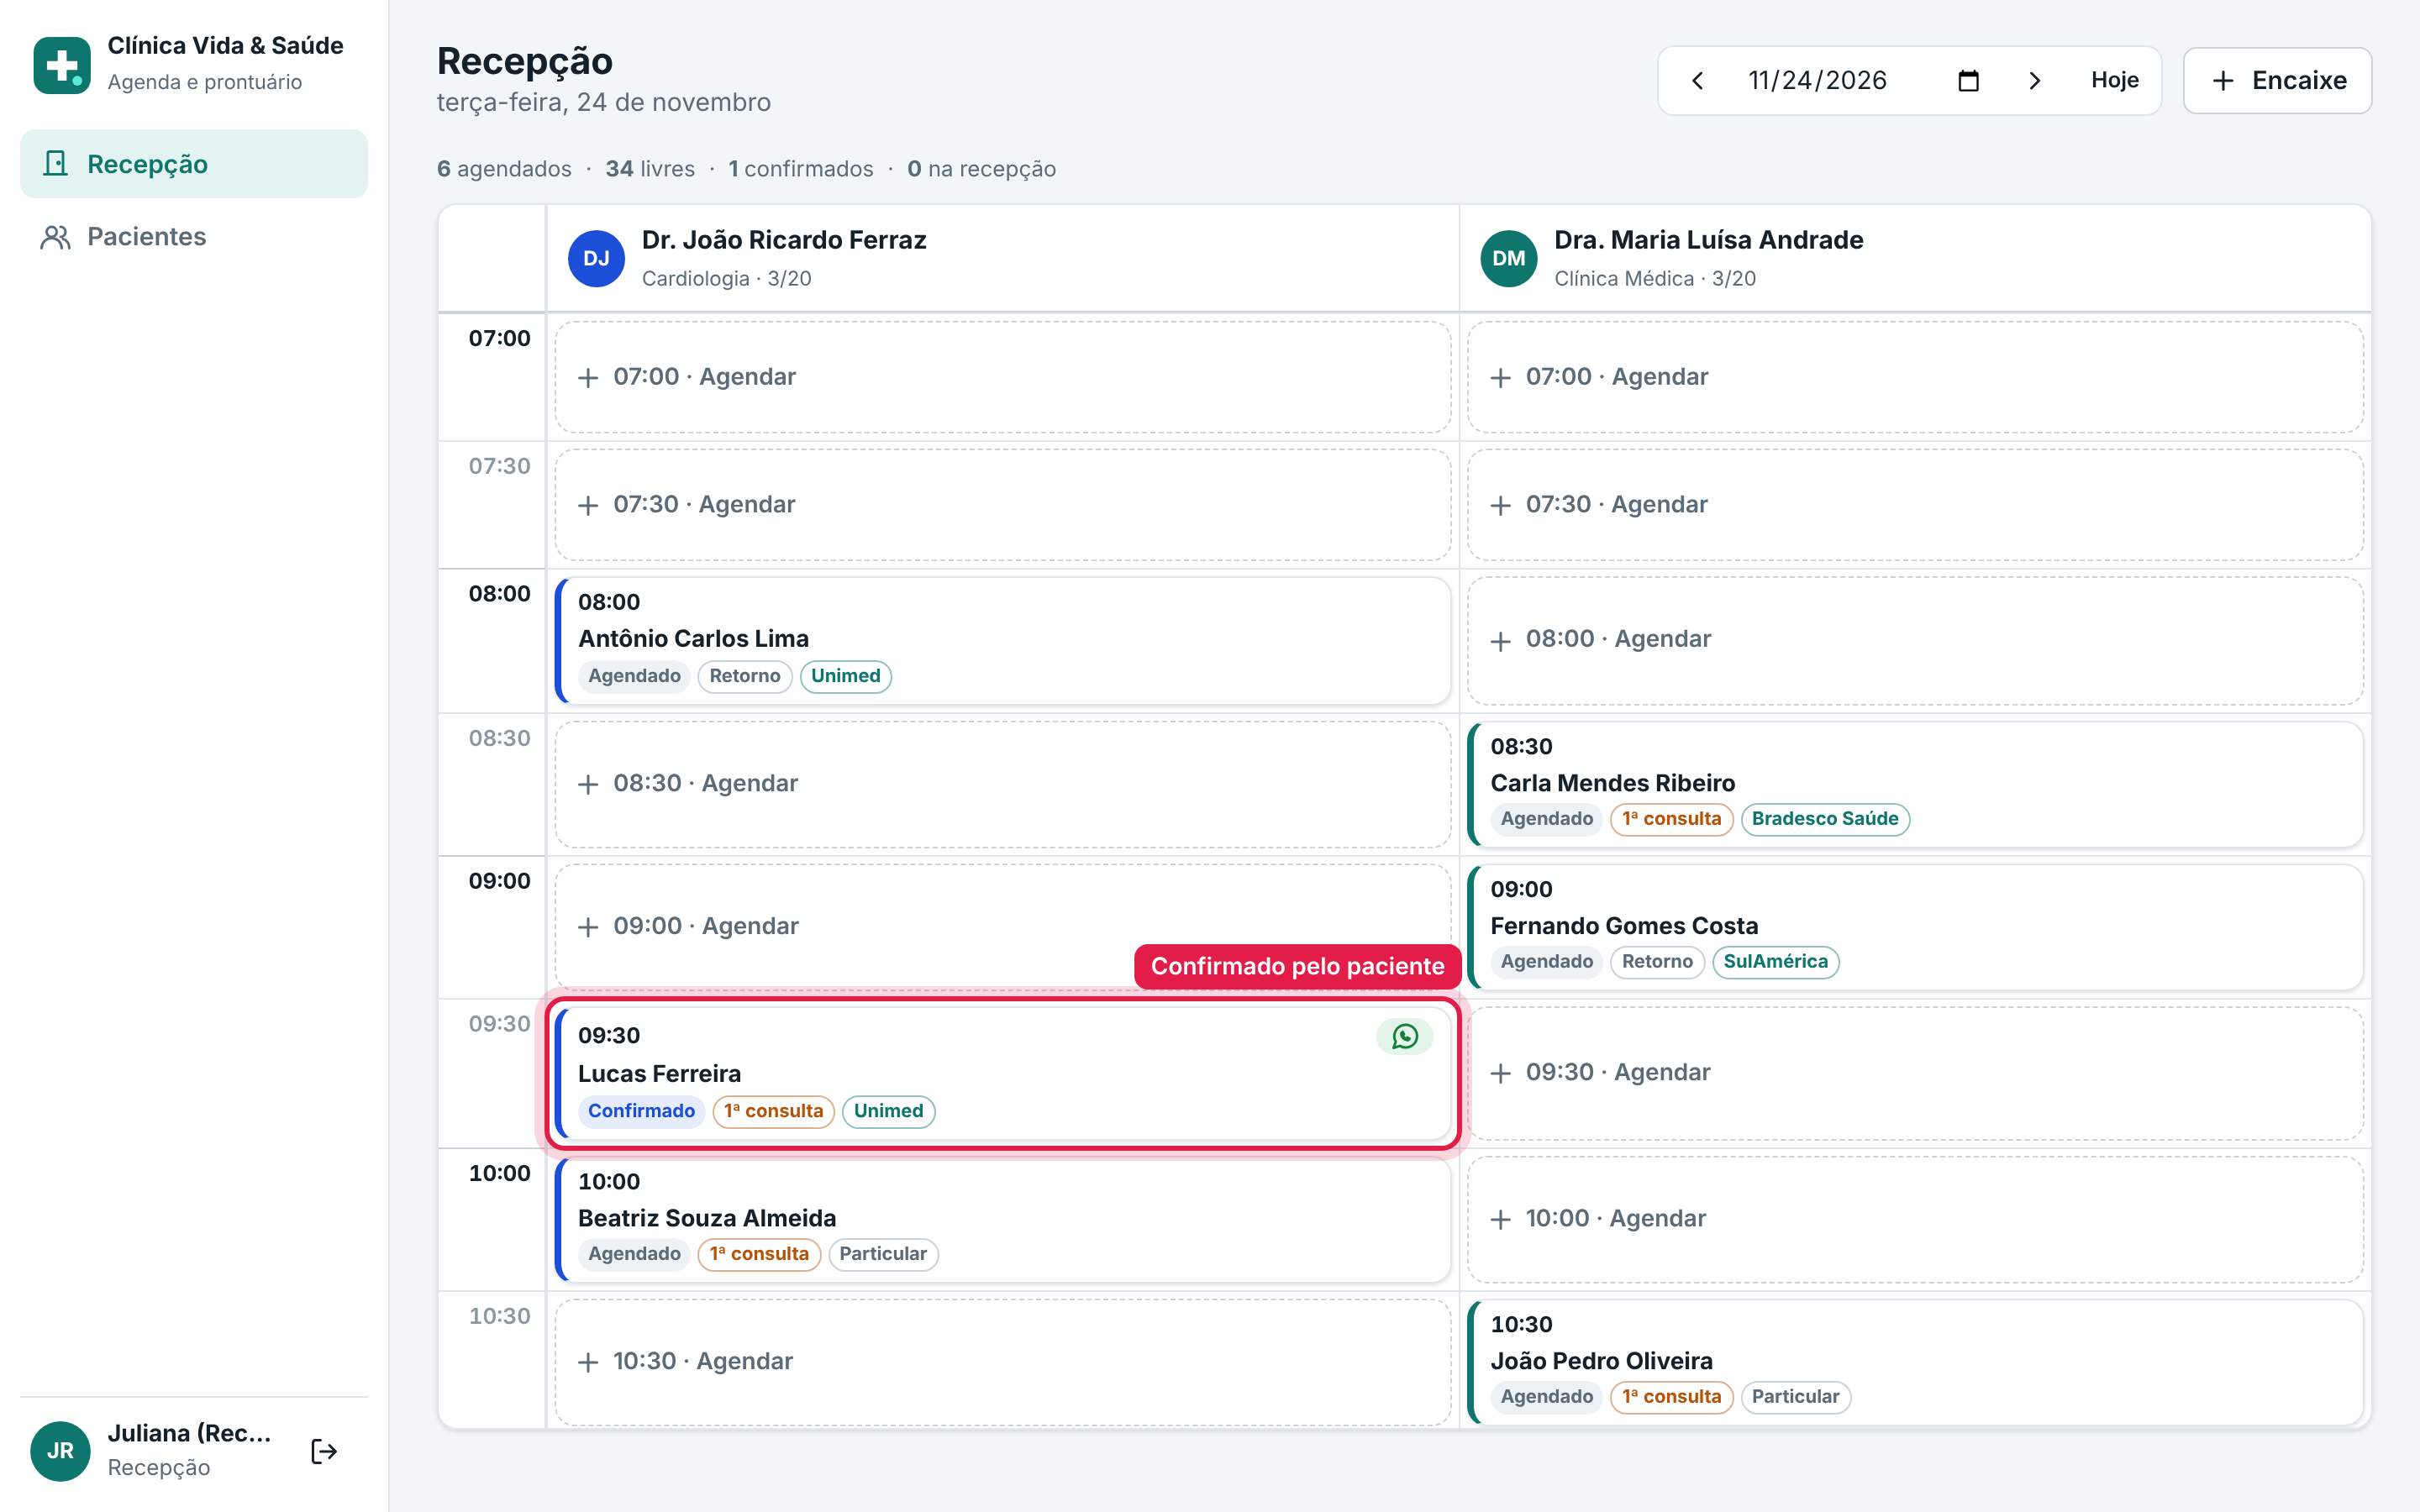 Clínica Vida & Saúde
Agenda e prontuário
Recepção
Pacientes
Recepção
terça-feira, 24 de novembro
11/24/2026
Hoje
Encaixe
6 agendados · 34 livres · 1 confirmados · 0 na recepção
DJ
Dr. João Ricardo Ferraz
Cardiologia · 3/20
DM
Dra. Maria Luísa Andrade
Clínica Médica · 3/20
07:00
+ 07:00 · Agendar
+ 07:00 · Agendar
07:30
+ 07:30 · Agendar
+ 07:30 · Agendar
08:00
08:00
Antônio Carlos Lima
Agendado Retorno Unimed
+ 08:00 · Agendar
08:30
+ 08:30 · Agendar
08:30
Carla Mendes Ribeiro
Agendado 1ª consulta Bradesco Saúde
09:00
+ 09:00 · Agendar
09:00
Fernando Gomes Costa
Agendado Retorno SulAmérica
Confirmado pelo paciente
09:30
09:30
Lucas Ferreira
Confirmado 1ª consulta Unimed
+ 09:30 · Agendar
10:00
10:00
Beatriz Souza Almeida
Agendado 1ª consulta Particular
+ 10:00 · Agendar
10:30
+ 10:30 · Agendar
10:30
João Pedro Oliveira
Agendado 1ª consulta Particular
JR
Juliana (Rec...
Recepção